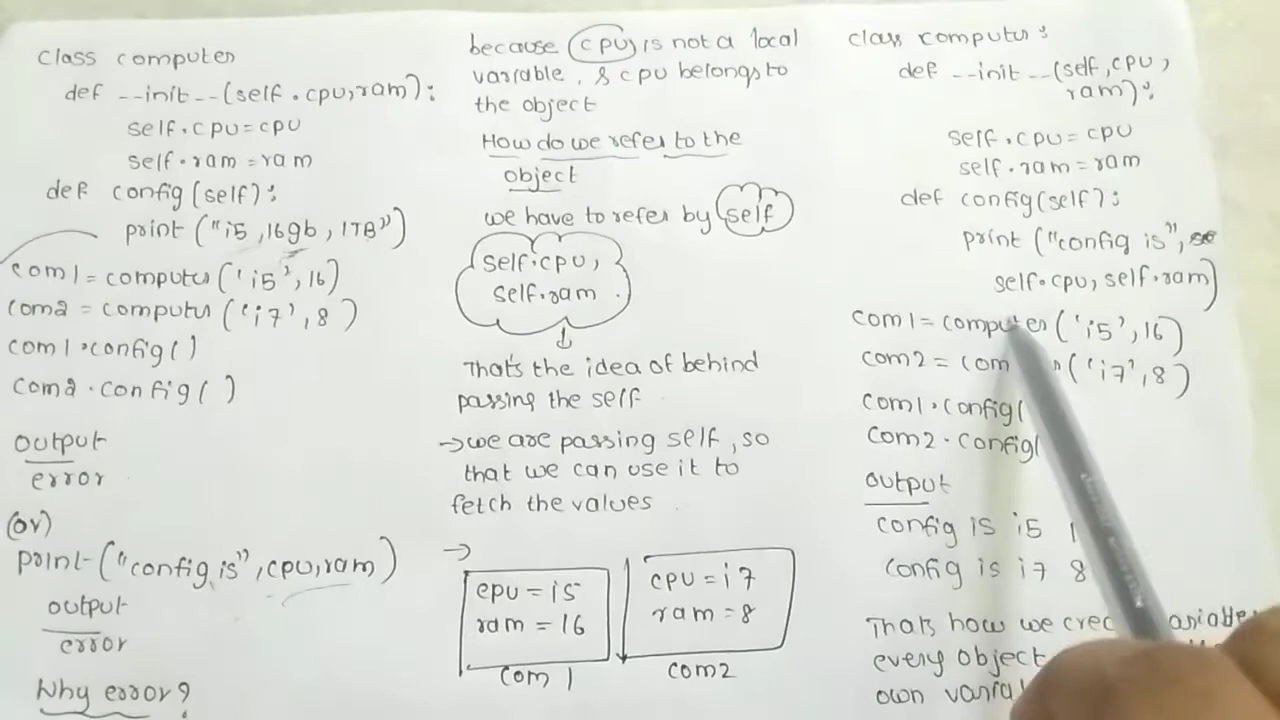 class computer
def __init__(self.cpu,ram):
self.cpu=cpu
self.ram=ram
def config(self):
print ("i5,16gb,1TB")
com1=computer('i5',16)
com2=computer('i7',8)
com1.config()
com2.config()
output
error
(or)
print("config is",cpu,ram)
output
error
Why error?
because cpu is not a local
variable, & cpu belongs to
the object
How do we refer to the
object
we have to refer by self
self.cpu,
self.ram.
That's the idea of behind
passing the self
→we are passing self, so
that we can use it to
fetch the values
→
cpu=i5
ram=16
com1
cpu=i7
ram=8
com2
class computer:
def __init__(self,cpu,
ram):
self.cpu=cpu
self.ram=ram
def config(self):
print ("config is",
self.cpu,self.ram)
com1=computer('i5',16)
com2=com ('i7',8)
com1.config(
com2.config(
output
config is i5
config is i7 8
Thats how we
every object
own